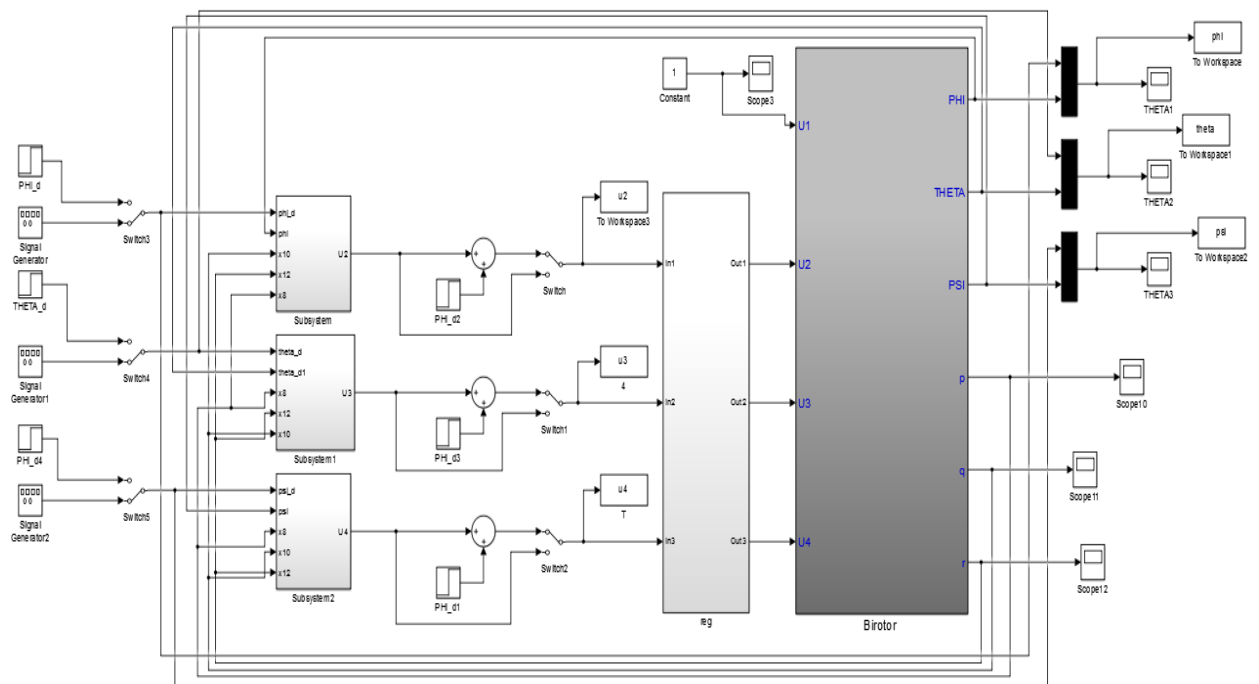 phi
To Workspace
1
Constant
Scope3
THETA1
PHI
U1
theta
To Workspace1
PHI_d
THETA
THETA2
Signal
Generator
Switch3
phi_d
phi
x10
x12
x8
U2
Subsystem
u2
To Workspace3
In1
Out1
U2
PSI
psi
To Workspace2
THETA3
PHI_d2
Switch
THETA_d
Signal
Generator1
Switch4
theta_d
theta_d1
x8
x12
x10
U3
Subsystem1
PHI_d3
Switch1
u3
4
In2
Out2
U3
p
Scope10
PHI_d4
Signal
Generator2
Switch5
psi_d
psi
x8
x10
x12
U4
Subsystem2
PHI_d1
Switch2
u4
T
In3
Out3
U4
q
Scope11
r
Scope12
reg
Birotor